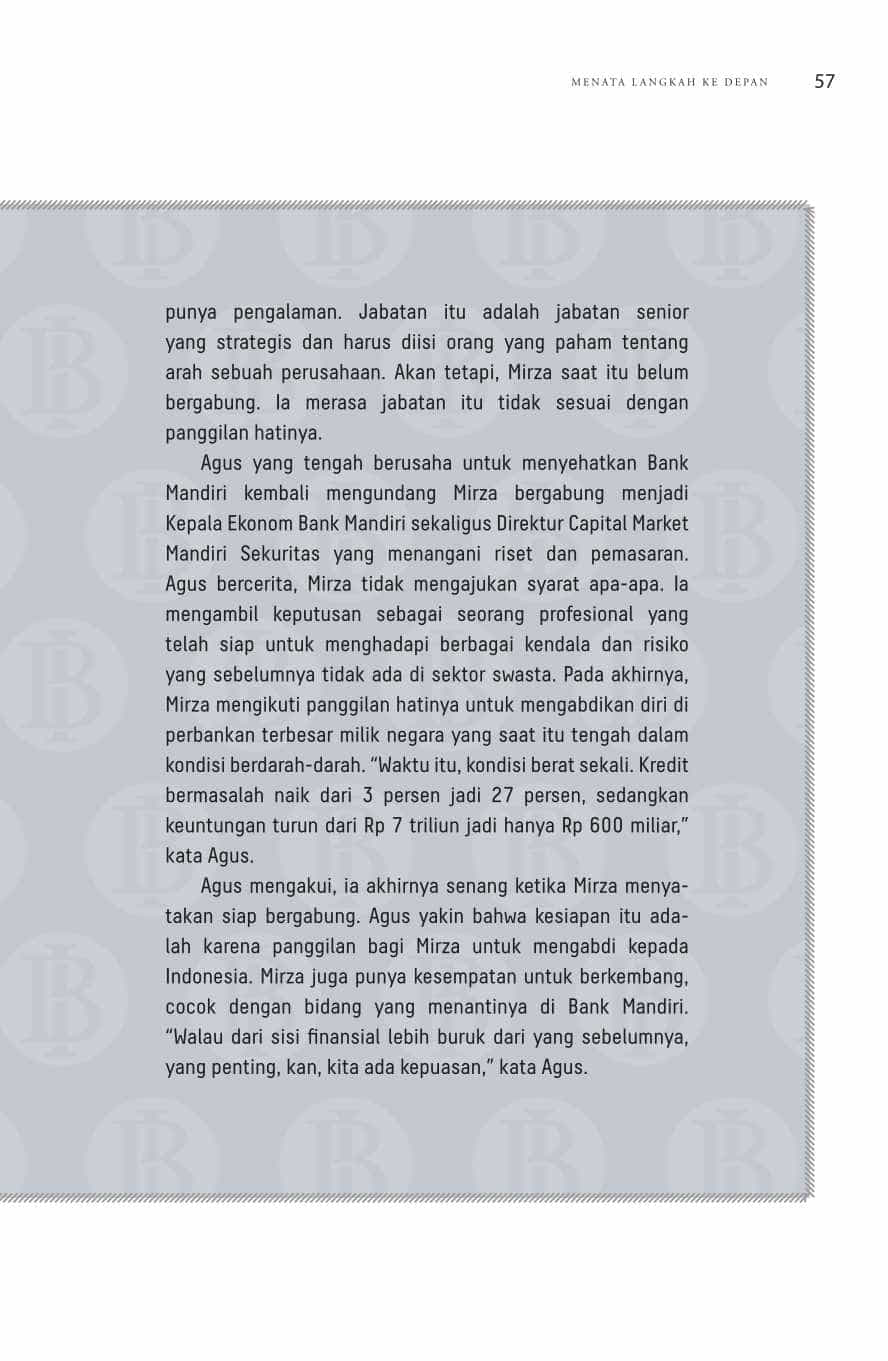 MENATA LANGKAH KE DEPAN 57
punya pengalaman. Jabatan itu adalah jabatan senior
yang strategis dan harus diisi orang yang paham tentang
arah sebuah perusahaan. Akan tetapi, Mirza saat itu belum
bergabung. Ia merasa jabatan itu tidak sesuai dengan
panggilan hatinya.
Agus yang tengah berusaha untuk menyehatkan Bank
Mandiri kembali mengundang Mirza bergabung menjadi
Kepala Ekonom Bank Mandiri sekaligus Direktur Capital Market
Mandiri Sekuritas yang menangani riset dan pemasaran.
Agus bercerita, Mirza tidak mengajukan syarat apa-apa. Ia
mengambil keputusan sebagai seorang profesional yang
telah siap untuk menghadapi berbagai kendala dan risiko
yang sebelumnya tidak ada di sektor swasta. Pada akhirnya,
Mirza mengikuti panggilan hatinya untuk mengabdikan diri di
perbankan terbesar milik negara yang saat itu tengah dalam
kondisi berdarah-darah. “Waktu itu, kondisi berat sekali. Kredit
bermasalah naik dari 3 persen jadi 27 persen, sedangkan
keuntungan turun dari Rp 7 triliun jadi hanya Rp 600 miliar,”
kata Agus.
Agus mengakui, ia akhirnya senang ketika Mirza menya-
takan siap bergabung. Agus yakin bahwa kesiapan itu ada-
lah karena panggilan bagi Mirza untuk mengabdi kepada
Indonesia. Mirza juga punya kesempatan untuk berkembang,
cocok dengan bidang yang menantinya di Bank Mandiri.
“Walau dari sisi finansial lebih buruk dari yang sebelumnya,
yang penting, kan, kita ada kepuasan,” kata Agus.